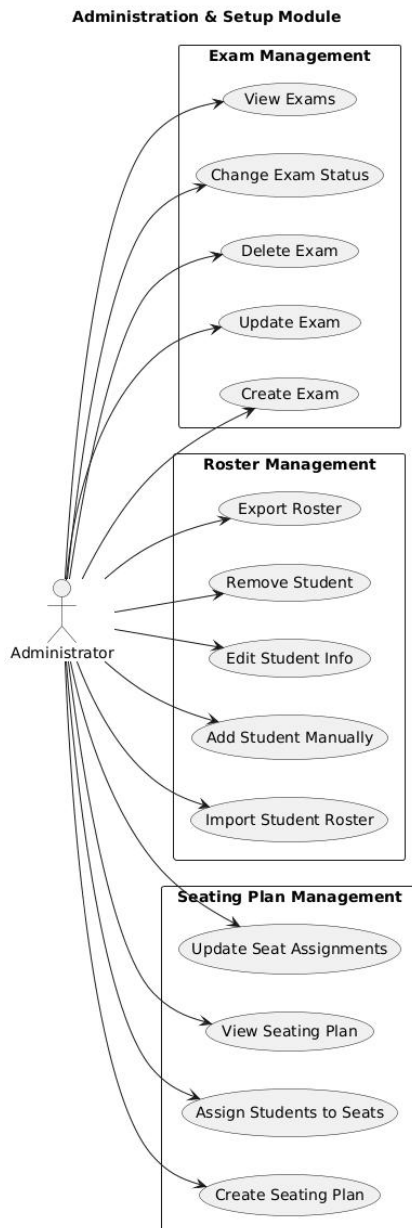 Administration & Setup Module
Exam Management
View Exams
Change Exam Status
Delete Exam
Update Exam
Create Exam
Roster Management
Export Roster
Remove Student
Administrator
Edit Student Info
Add Student Manually
Import Student Roster
Seating Plan Management
Update Seat Assignments
View Seating Plan
Assign Students to Seats
Create Seating Plan